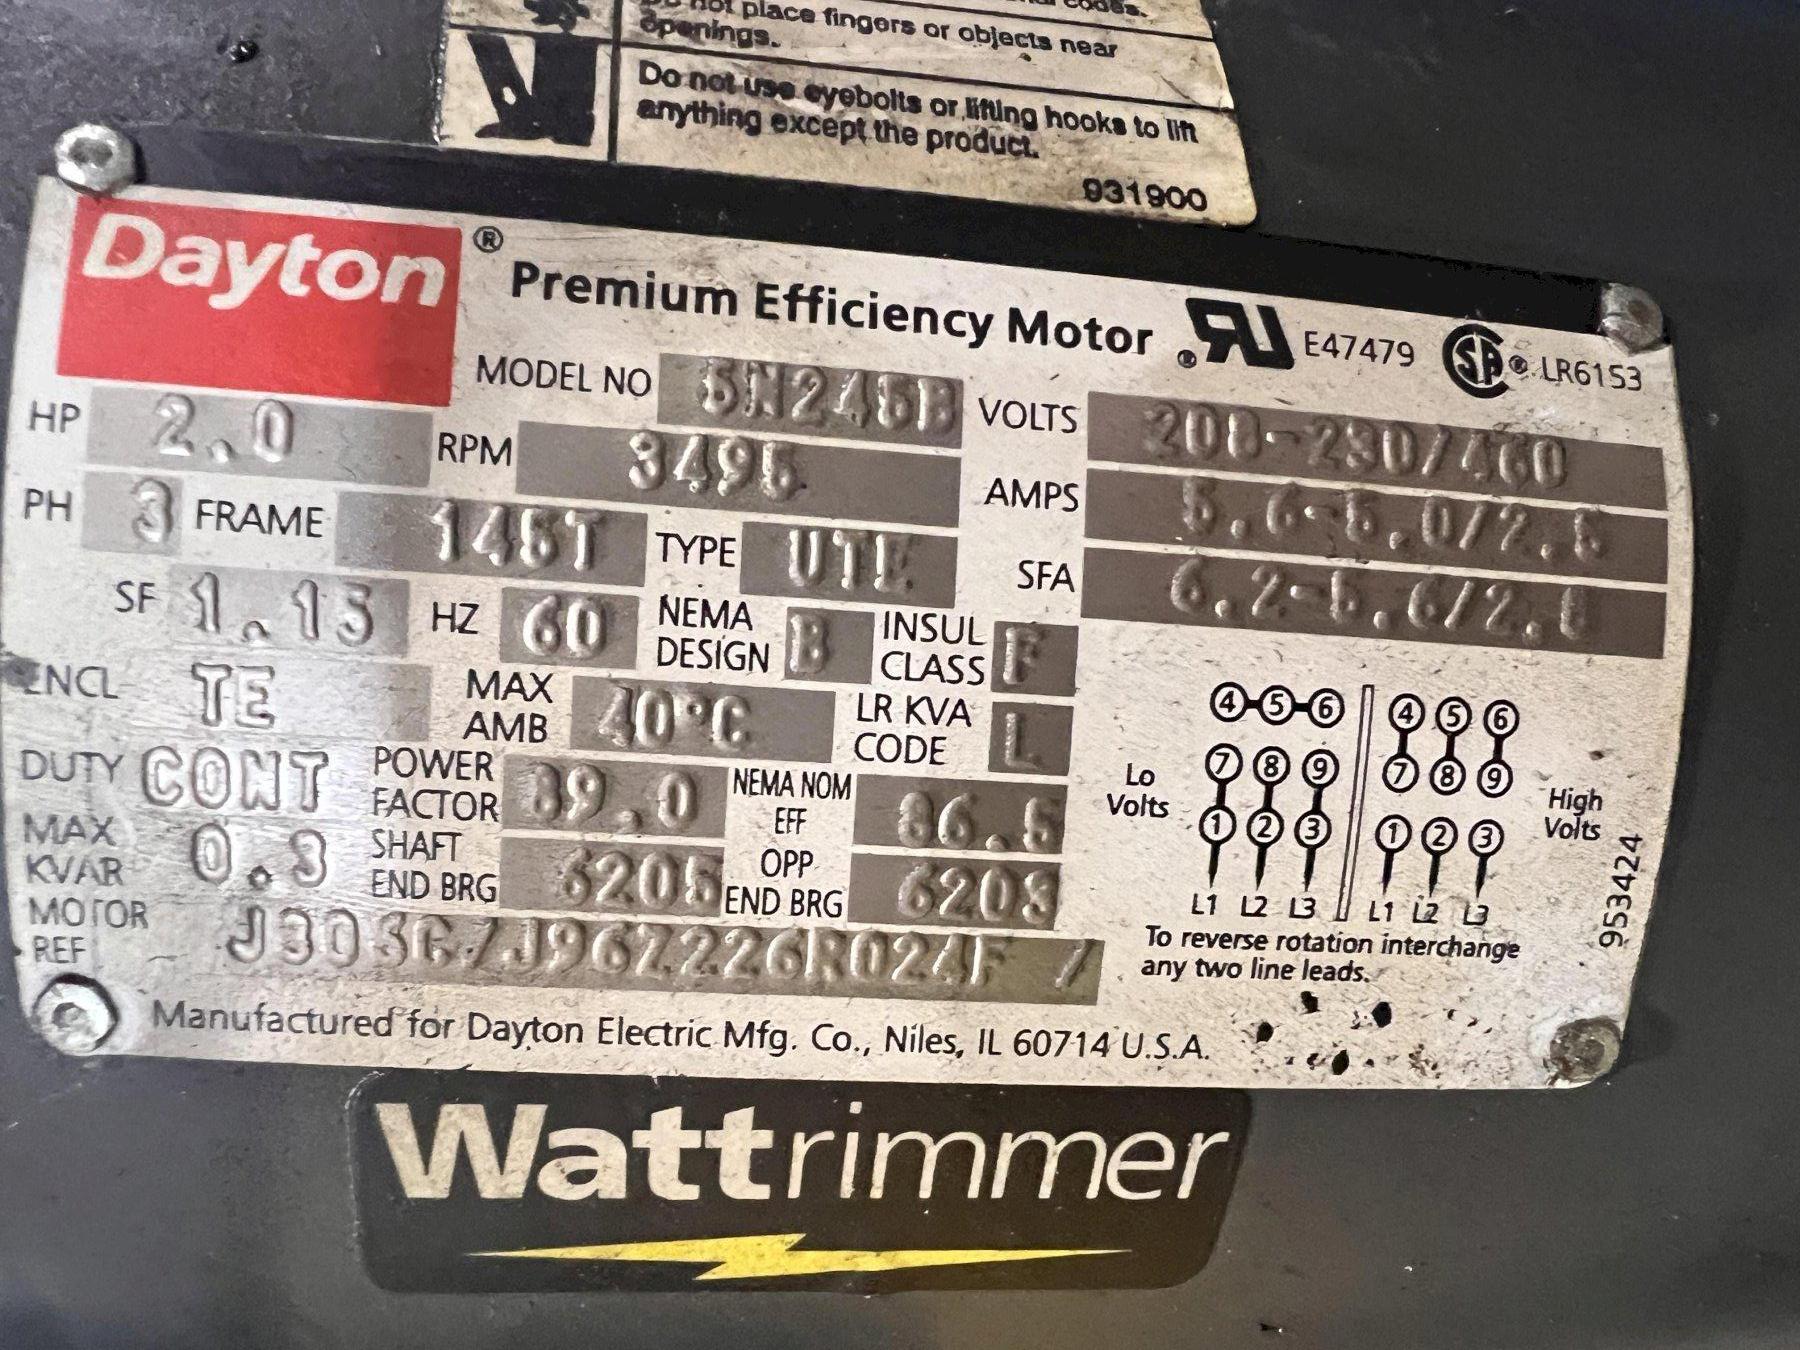 not place fingers or objects near
openings.
Do not use eyebolts or lifting hooks to lift
anything except the product.
931900
Dayton ®
Premium Efficiency Motor
® E47479 ® LR6153
MODEL NO 5N245B
VOLTS 208-230/460
HP 2.0 RPM 3495
AMPS 5.6-5.0/2.5
PH 3 FRAME 145T TYPE
SFA 6.2-5.6/2.8
SF 1.15 HZ 60 NEMA DESIGN B INSUL CLASS F
ENCL TE MAX AMB 40°C LR KVA CODE L
DUTY CONT POWER FACTOR 89.0 NEMA NOM EFF 86.5
MAX KVAR 0.3 SHAFT END BRG 6205 OPP END BRG 6203
MOTOR REF
4 5 6 4 5 6
7 8 9 7 8 9
Lo Volts
High Volts
1 2 3 1 2 3
L1 L2 L3 L1 L2 L3
To reverse rotation interchange
any two line leads.
953424
Manufactured for Dayton Electric Mfg. Co., Niles, IL 60714 U.S.A.
Wattrimmer